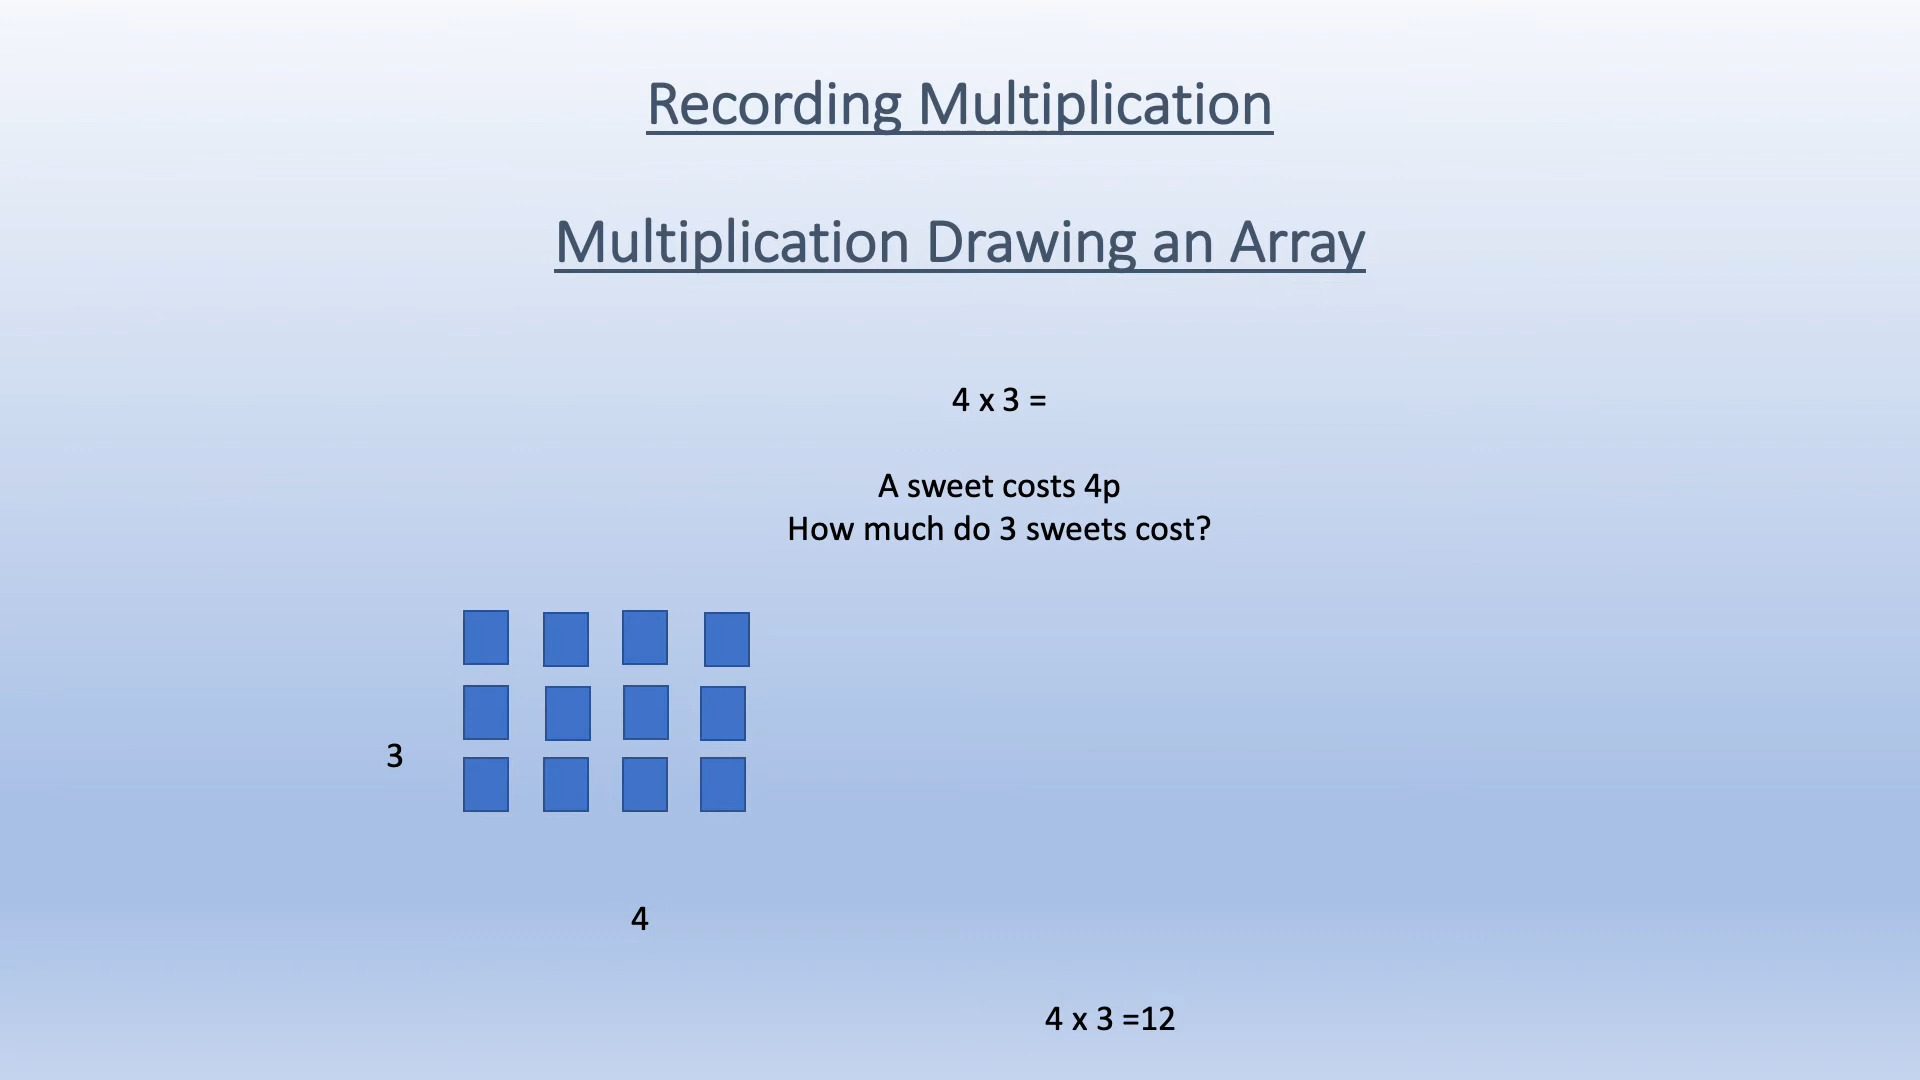 Recording Multiplication
Multiplication Drawing an Array
4 x 3 =
A sweet costs 4p
How much do 3 sweets cost?
3
4
4 x 3 =12